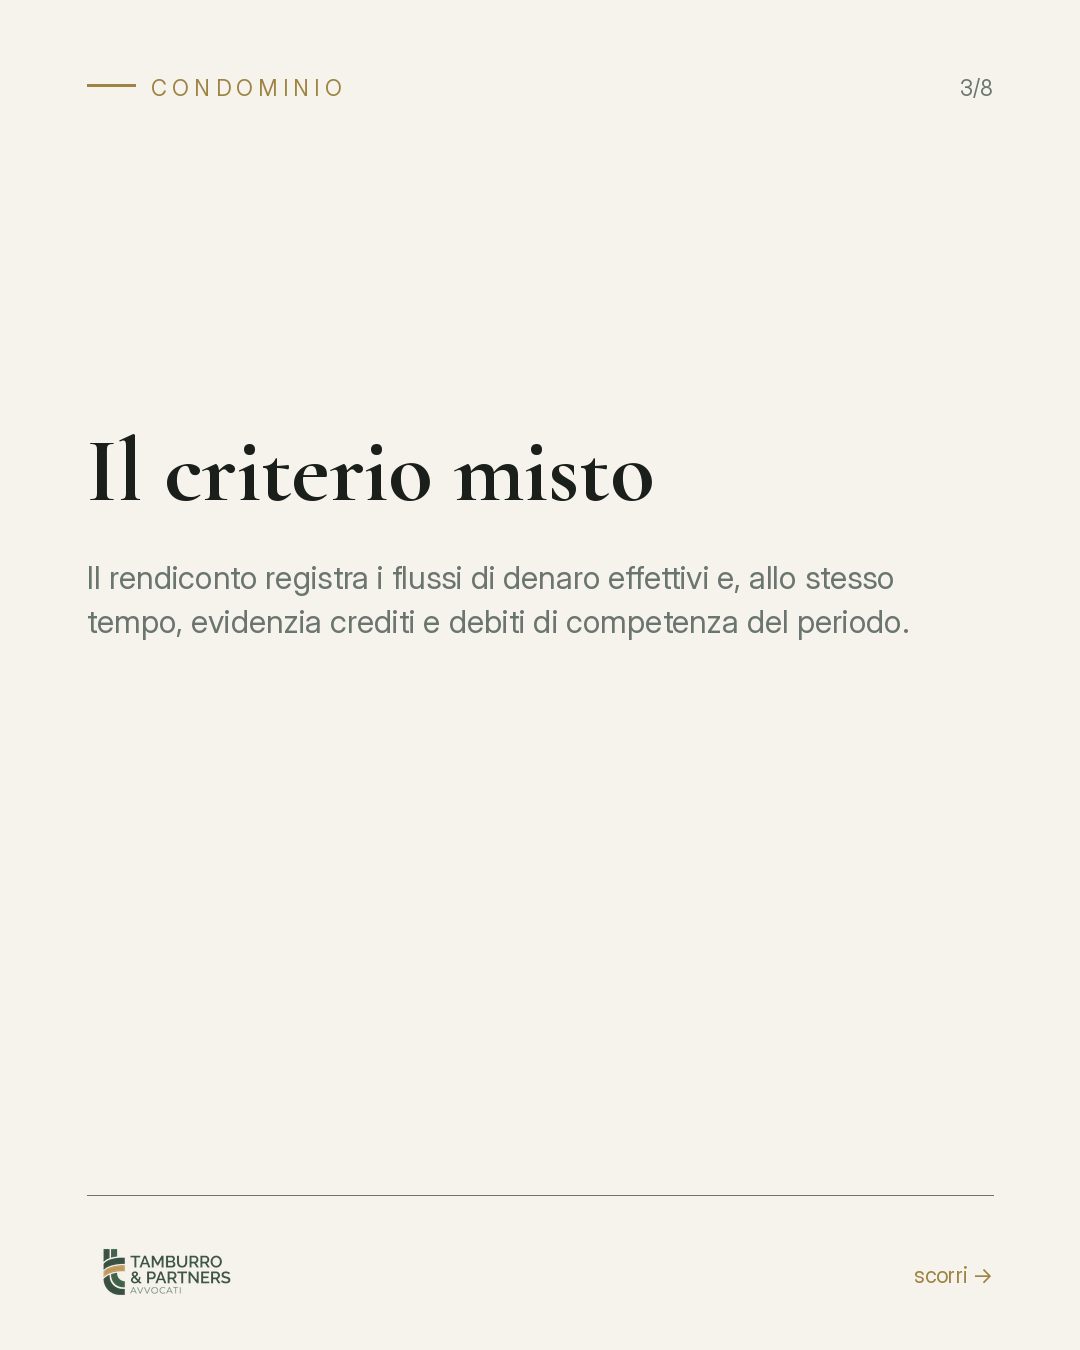 CONDOMINIO
3/8
Il criterio misto
Il rendiconto registra i flussi di denaro effettivi e, allo stesso
tempo, evidenzia crediti e debiti di competenza del periodo.
TAMBURRO
& PARTNERS
AVVOCATI
scorri →